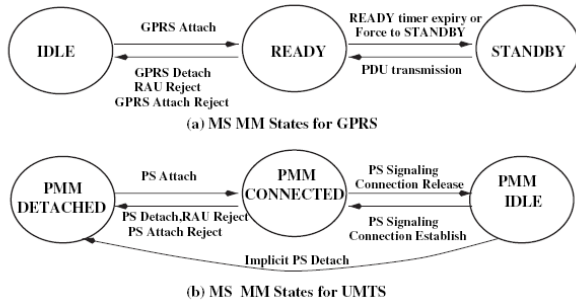 IDLE
GPRS Attach
GPRS Detach
RAU Reject
GPRS Attach Reject
READY
READY timer expiry or
Force to STANDBY
PDU transmission
STANDBY
(a) MS MM States for GPRS
PMM
DETACHED
PS Attach
PS Detach,RAU Reject
PS Attach Reject
PMM
CONNECTED
PS Signaling
Connection Release
PS Signaling
Connection Establish
PMM
IDLE
Implicit PS Detach
(b) MS MM States for UMTS